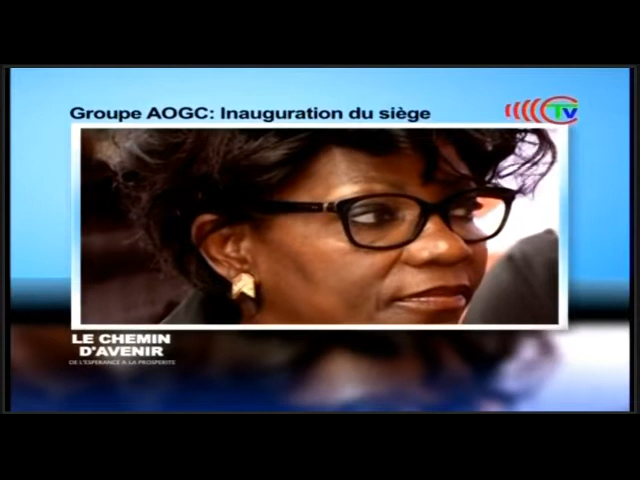 Groupe AOGC: Inauguration du siège
TV
LE CHEMIN
D'AVENIR
DE L'ESPERANCE A LA PROSPERITE